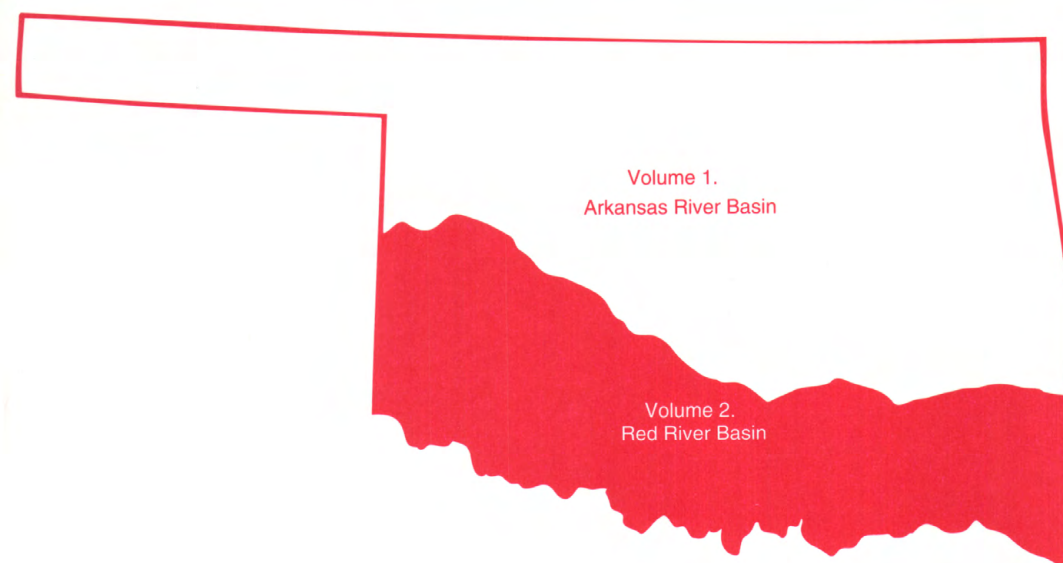 Volume 1.
Arkansas River Basin
Volume 2.
Red River Basin